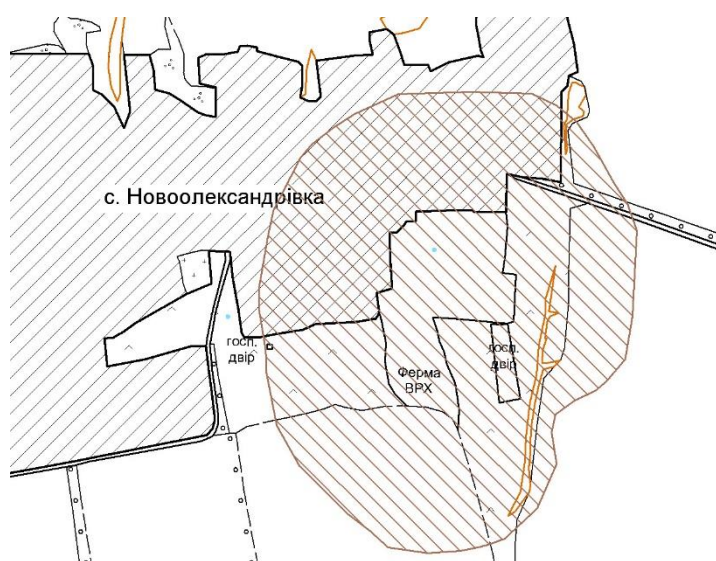 с. Новоолександрівка
госп.
двір
Ферма
ВРХ
госп.
двір